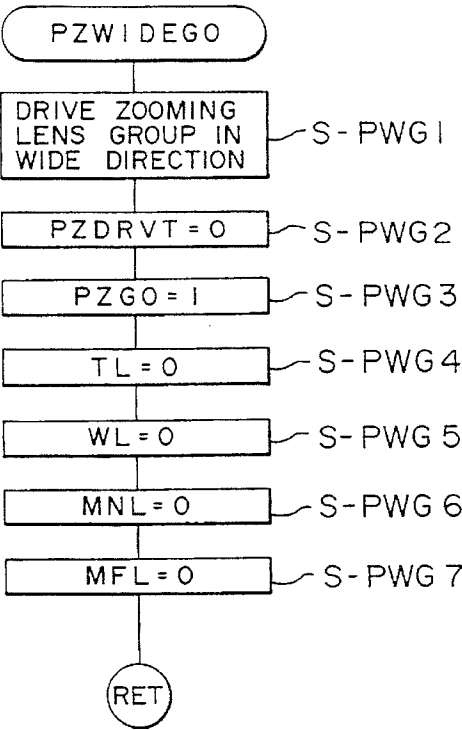 PZWIDEGO
DRIVE ZOOMING
LENS GROUP IN
WIDE DIRECTION
S-PWG1
PZDRVT=0
S-PWG2
PZGO=1
S-PWG3
TL=0
S-PWG4
WL=0
S-PWG5
MNL=0
S-PWG6
MFL=0
S-PWG7
RET